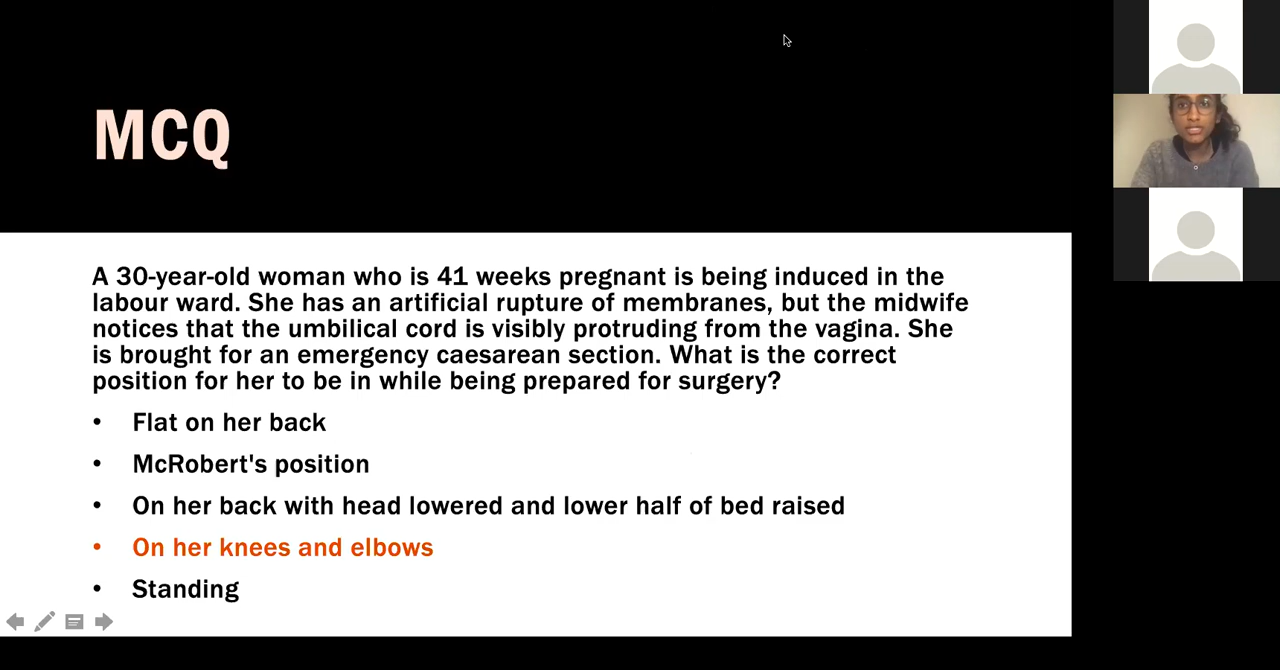 MCQ
A 30-year-old woman who is 41 weeks pregnant is being induced in the
labour ward. She has an artificial rupture of membranes, but the midwife
notices that the umbilical cord is visibly protruding from the vagina. She
is brought for an emergency caesarean section. What is the correct
position for her to be in while being prepared for surgery?
• Flat on her back
• McRobert's position
• On her back with head lowered and lower half of bed raised
• On her knees and elbows
• Standing